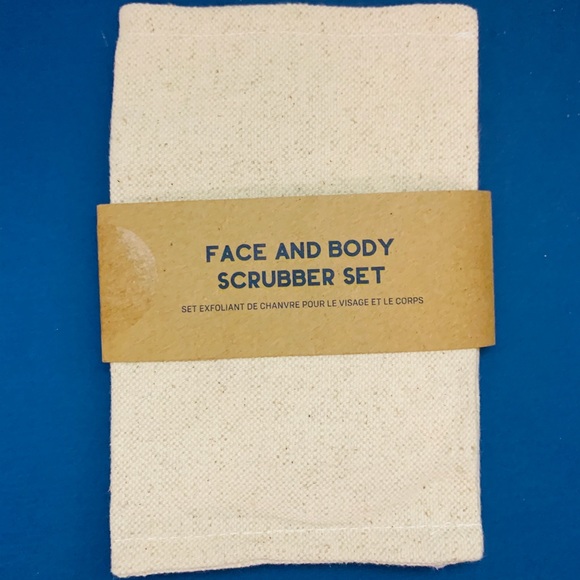 FACE AND BODY
SCRUBBER SET
SET EXFOLIANT DE CHANVRE POUR LE VISAGE ET LE CORPS